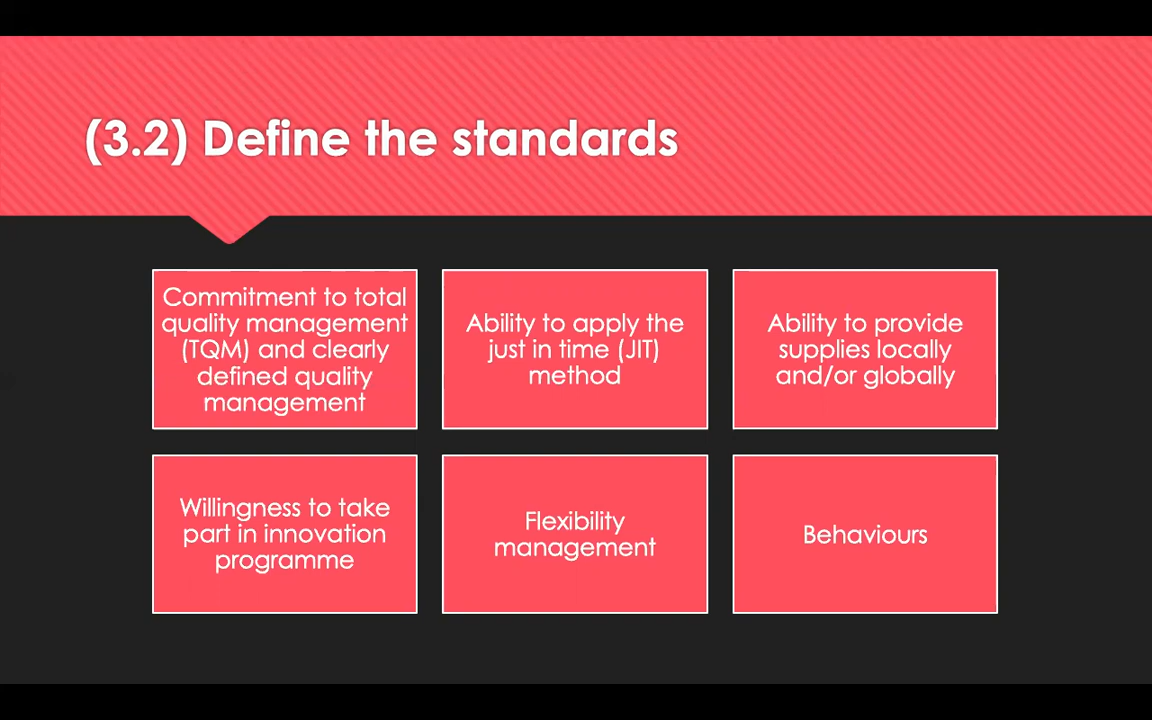 (3.2) Define the standards
Commitment to total
quality management
(TQM) and clearly
defined quality
management
Ability to apply the
just in time (JIT)
method
Ability to provide
supplies locally
and/or globally
Willingness to take
part in innovation
programme
Flexibility
management
Behaviours